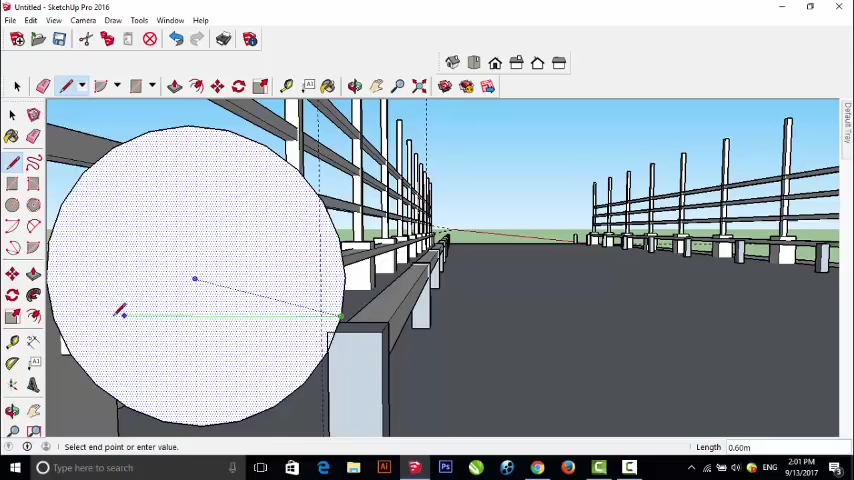 Untitled - SketchUp Pro 2016
File Edit View Camera Draw Tools Window Help
Default Tray
Select end point or enter value.
Length 0.60m
Type here to search
ENG
2:01 PM
9/13/2017